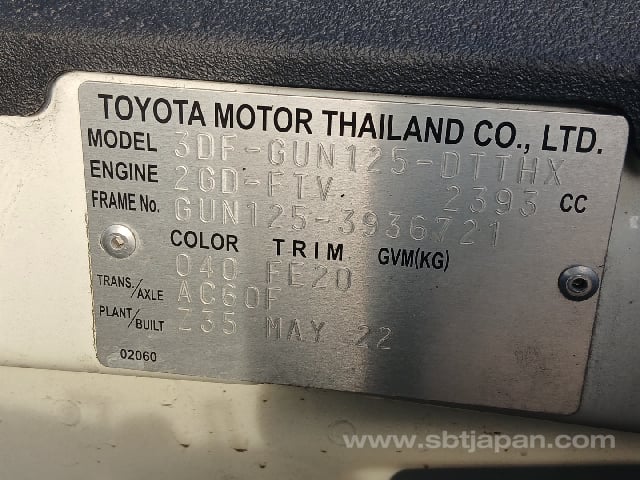 TOYOTA MOTOR THAILAND CO., LTD.
MODEL 3DF-GUN125-DTTHX
ENGINE 2GD-FTV 2393 CC
FRAME No. GUN125-3936721
COLOR TRIM GVM(KG)
040 FE20
TRANS./AXLE AC60F
PLANT/BUILT Z35 MAY 22
02060
www.sbtjapan.com/